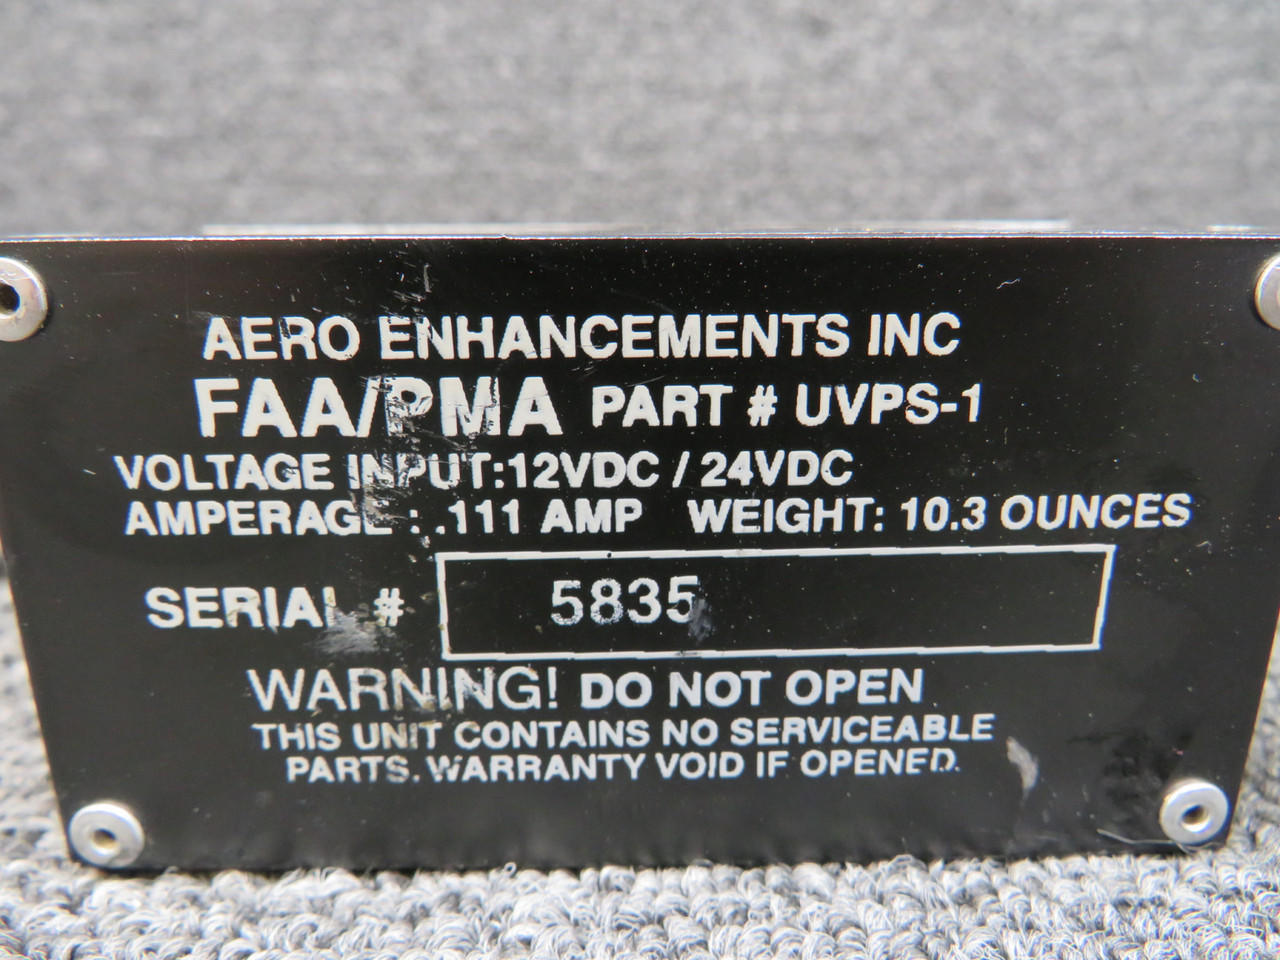 AERO ENHANCEMENTS INC
FAA/PMA PART # UVPS-1
VOLTAGE INPUT:12VDC / 24VDC
AMPERAGE : .111 AMP WEIGHT: 10.3 OUNCES
SERIAL # 5835
WARNING! DO NOT OPEN
THIS UNIT CONTAINS NO SERVICEABLE
PARTS. WARRANTY VOID IF OPENED.